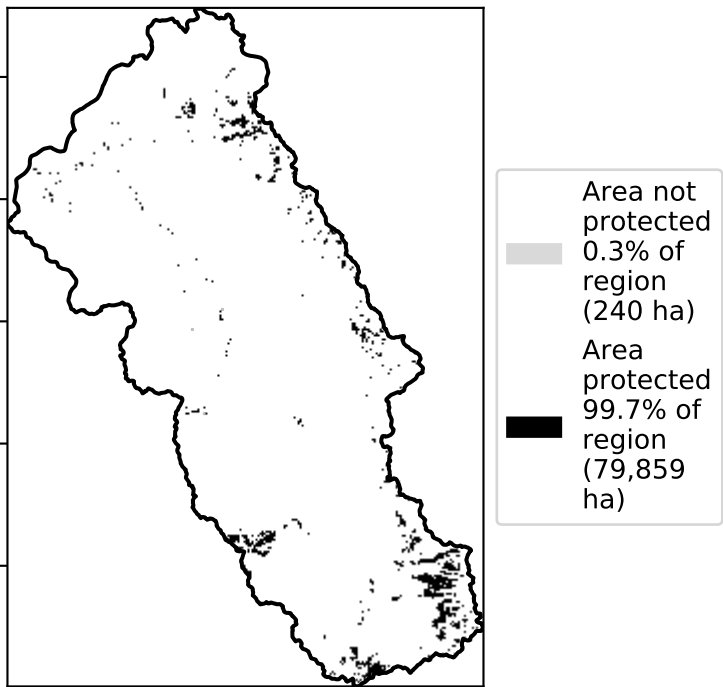 Area not
protected
0.3% of
region
(240 ha)
Area
protected
99.7% of
region
(79,859
ha)